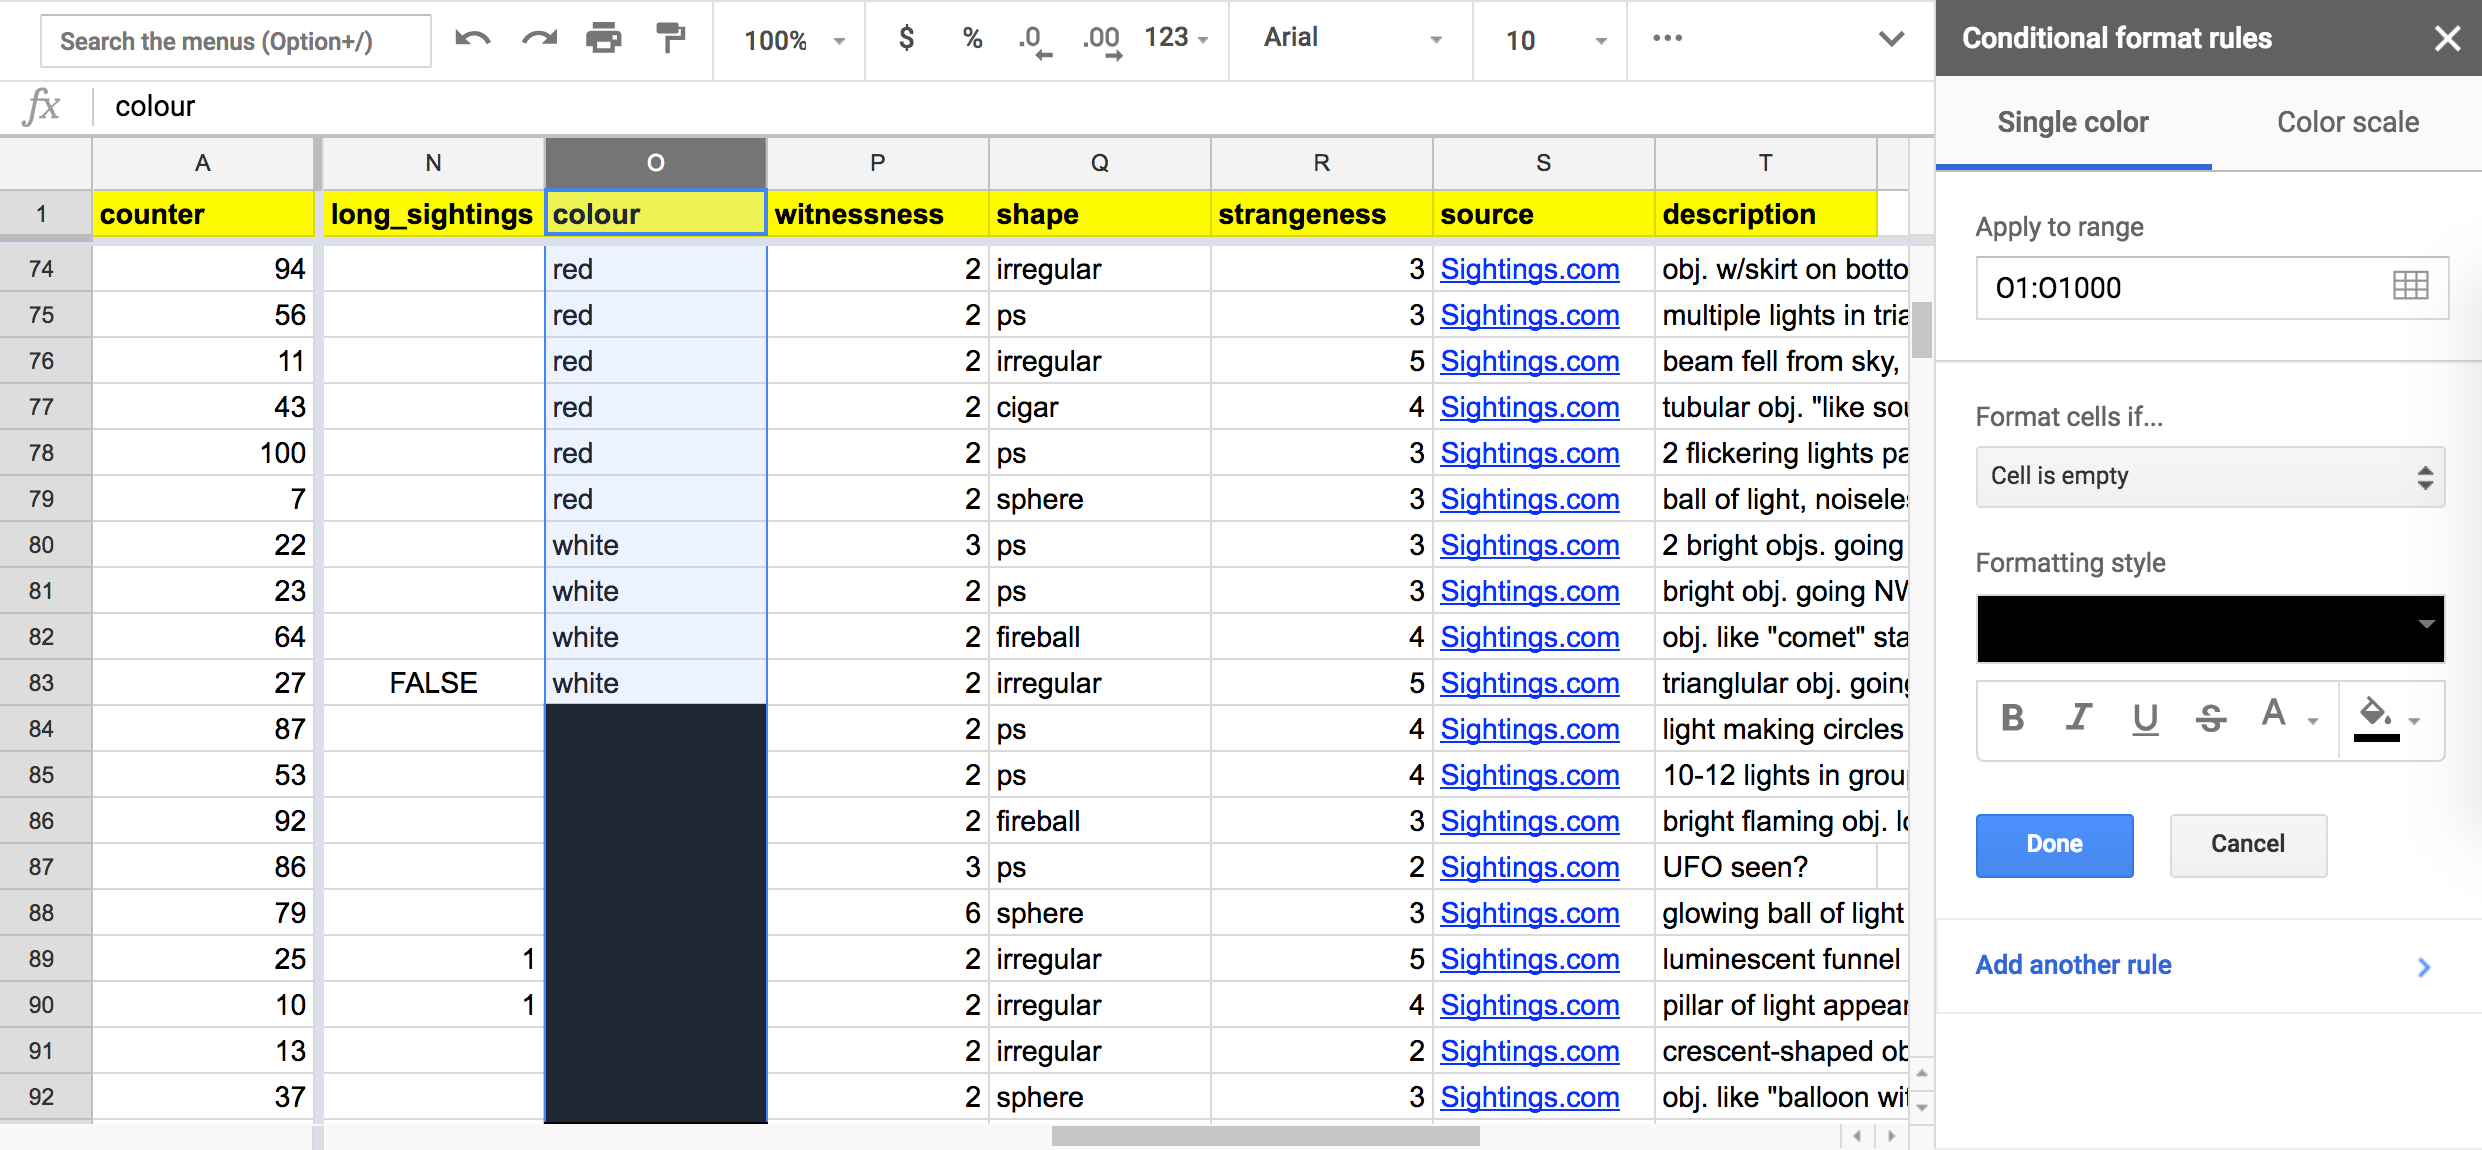 Search the menus (Option+/) 100% $ % .0 .00 123 Arial 10 Conditional format rules
fx colour
Single color Color scale
A N O P Q R S T
1 counter long_sightings colour witnessness shape strangeness source description
74 94 red 2 irregular 3 Sightings.com obj. w/skirt on botto
75 56 red 2 ps 3 Sightings.com multiple lights in tria
76 11 red 2 irregular 5 Sightings.com beam fell from sky,
77 43 red 2 cigar 4 Sightings.com tubular obj. "like sou
78 100 red 2 ps 3 Sightings.com 2 flickering lights pa
79 7 red 2 sphere 3 Sightings.com ball of light, noiseles
80 22 white 3 ps 3 Sightings.com 2 bright objs. going
81 23 white 2 ps 3 Sightings.com bright obj. going NW
82 64 white 2 fireball 4 Sightings.com obj. like "comet" sta
83 27 FALSE white 2 irregular 5 Sightings.com trianglular obj. going
84 87 2 ps 4 Sightings.com light making circles
85 53 2 ps 4 Sightings.com 10-12 lights in group
86 92 2 fireball 3 Sightings.com bright flaming obj. lo
87 86 3 ps 2 Sightings.com UFO seen?
88 79 6 sphere 3 Sightings.com glowing ball of light
89 25 1 2 irregular 5 Sightings.com luminescent funnel
90 10 1 2 irregular 4 Sightings.com pillar of light appear
91 13 2 irregular 2 Sightings.com crescent-shaped ob
92 37 2 sphere 3 Sightings.com obj. like "balloon wit
Apply to range
O1:O1000
Format cells if...
Cell is empty
Formatting style
B I U S A
Done Cancel
Add another rule